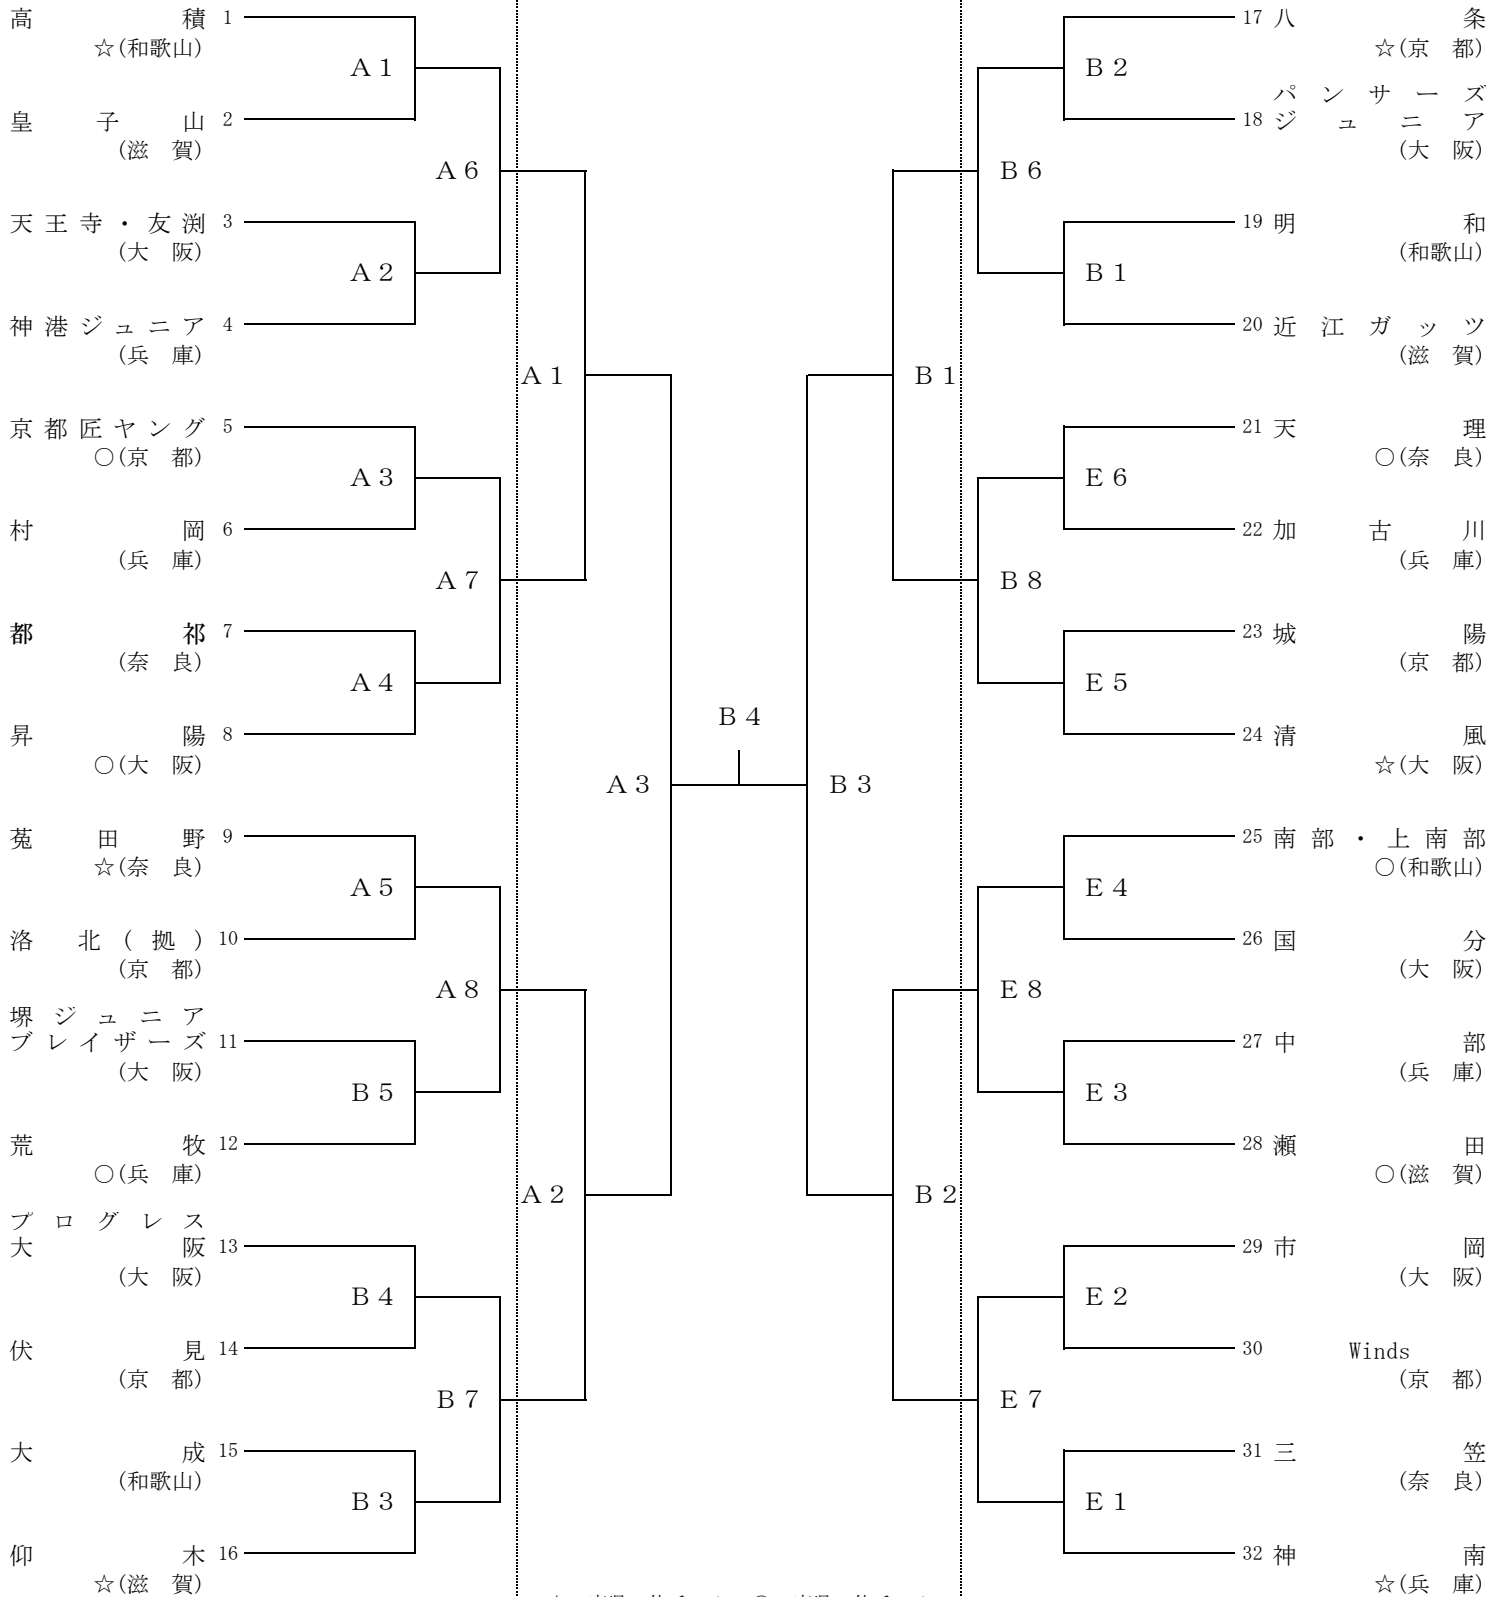 高積 1
☆(和歌山)
A1
皇子山 2
(滋賀)
A6
天王寺・友渕 3
(大阪)
A2
神港ジュニア 4
(兵庫)
A1
京都匠ヤング 5
○(京都)
A3
村岡 6
(兵庫)
A7
都祁 7
(奈良)
A4
昇陽 8
○(大阪)
A3
菟田野 9
☆(奈良)
A5
洛北(拠) 10
(京都)
A8
堺ジュニア
ブレイザーズ 11
(大阪)
B5
荒牧 12
○(兵庫)
A2
プログレス
大阪 13
(大阪)
B4
伏見 14
(京都)
B7
大成 15
(和歌山)
B3
仰木 16
☆(滋賀)
B4
17 八条
☆(京都)
B2
パンサーズ
18 ジュニア
(大阪)
B6
19 明和
(和歌山)
B1
20 近江ガッツ
(滋賀)
B1
21 天理
○(奈良)
E6
22 加古川
(兵庫)
B8
23 城陽
(京都)
E5
24 清風
☆(大阪)
B3
25 南部・上南部
○(和歌山)
E4
26 国分
(大阪)
E8
27 中部
(兵庫)
E3
28 瀬田
○(滋賀)
B2
29 市岡
(大阪)
E2
30 Winds
(京都)
E7
31 三笠
(奈良)
E1
32 神南
☆(兵庫)